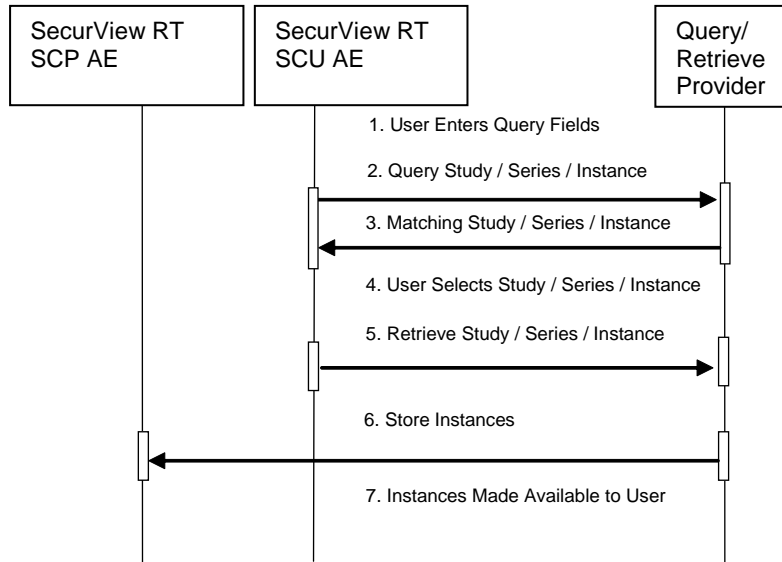 SecurView RT
SCP AE
SecurView RT
SCU AE
Query/
Retrieve
Provider
1. User Enters Query Fields
2. Query Study / Series / Instance
3. Matching Study / Series / Instance
4. User Selects Study / Series / Instance
5. Retrieve Study / Series / Instance
6. Store Instances
7. Instances Made Available to User